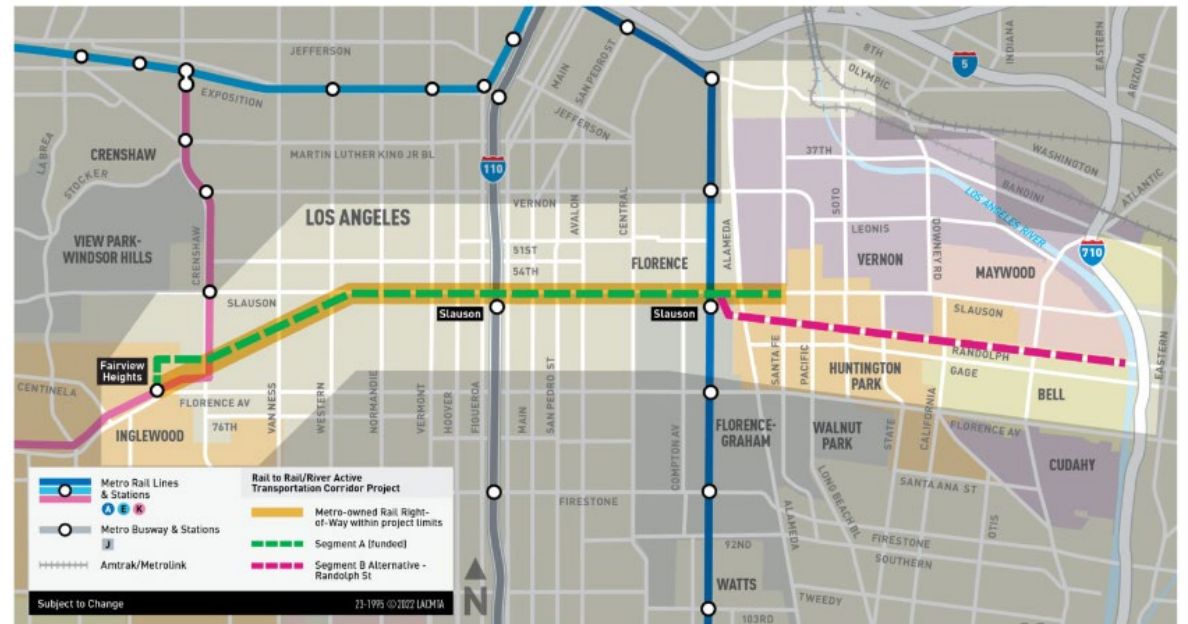 JEFFERSON
MAIN
SAN PEDRO ST
8TH
OLYMPIC
5
INDIANA
EASTERN
ARIZONA
EXPOSITION
JEFFERSON
LA BREA
CRENSHAW
STOCKER
MARTIN LUTHER KING JR BL
110
37TH
WASHINGTON
BANDINI
ATLANTIC
LOS ANGELES
VERNON
AVALON
CENTRAL
ALAMEDA
SOTO
LEONIS
DOWNEY RD
LOS ANGELES RIVER
VIEW PARK-
WINDSOR HILLS
CRENSHAW
51ST
54TH
FLORENCE
VERNON
MAYWOOD
710
SLAUSON
Slauson
Slauson
SLAUSON
Fairview
Heights
CENTINELA
FLORENCE AV
76TH
INGLEWOOD
VAN NESS
WESTERN
NORMANDIE
VERMONT
HOOVER
FIGUEROA
MAIN
SAN PEDRO ST
SANTA FE
PACIFIC
RANDOLPH
GAGE
HUNTINGTON
PARK
BELL
EASTERN
COMPTON AV
FLORENCE-
GRAHAM
WALNUT
PARK
STATE
CALIFORNIA
FLORENCE AV
CUDAHY
SANTA ANA ST
LONG BEACH BL
OTIS
FIRESTONE
ALAMEDA
92ND
FIRESTONE
SOUTHERN
WATTS
TWEEDY
103RD
Metro Rail Lines
& Stations
A E K
Metro Busway & Stations
J
Amtrak/Metrolink
Rail to Rail/River Active
Transportation Corridor Project
Metro-owned Rail Right-
of-Way within project limits
Segment A (funded)
Segment B Alternative -
Randolph St
Subject to Change
23-1995 ©2022 LACMTA
N